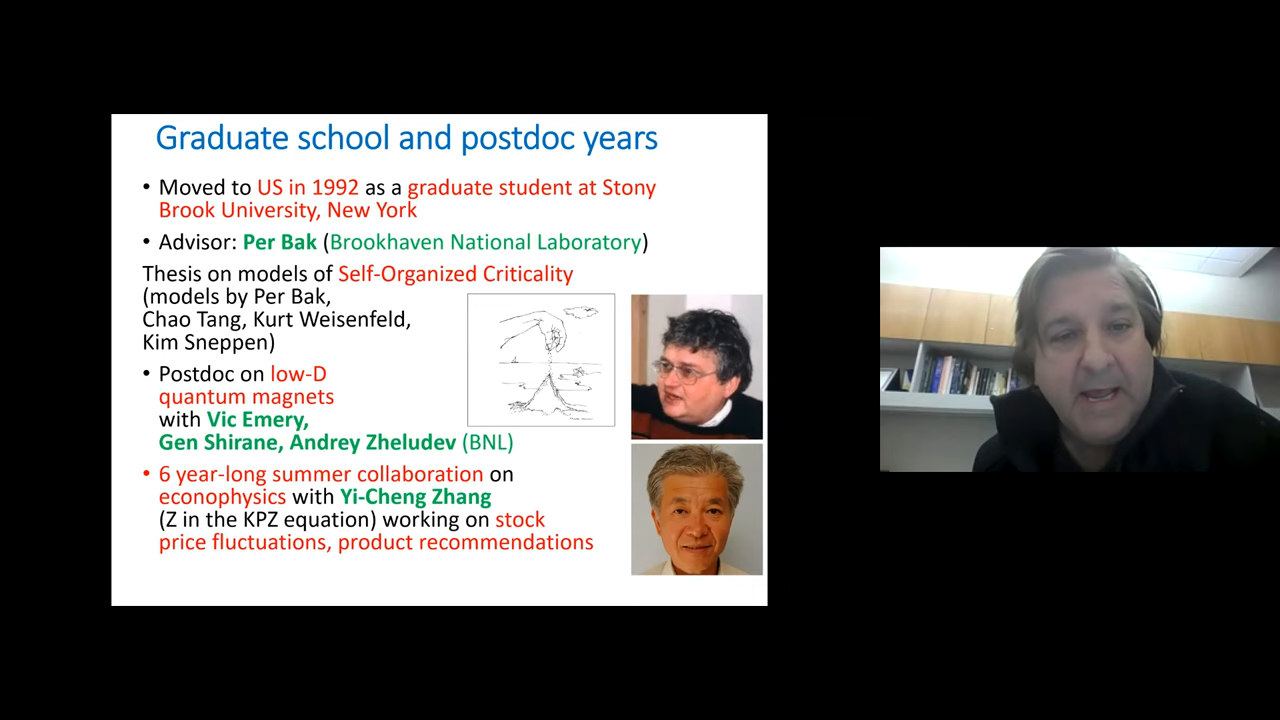 Graduate school and postdoc years
• Moved to US in 1992 as a graduate student at Stony
Brook University, New York
• Advisor: Per Bak (Brookhaven National Laboratory)
Thesis on models of Self-Organized Criticality
(models by Per Bak,
Chao Tang, Kurt Weisenfeld,
Kim Sneppen)
• Postdoc on low-D
quantum magnets
with Vic Emery,
Gen Shirane, Andrey Zheludev (BNL)
• 6 year-long summer collaboration on
econophysics with Yi-Cheng Zhang
(Z in the KPZ equation) working on stock
price fluctuations, product recommendations